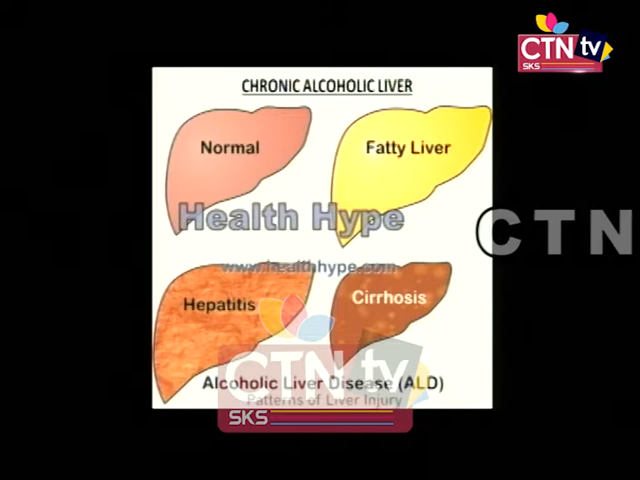 CTN tv
SKS
CHRONIC ALCOHOLIC LIVER
Normal
Fatty Liver
Health Hype
CTN
www.healthhype.com
Hepatitis
Cirrhosis
CTN tv
Alcoholic Liver Disease (ALD)
Patterns of Liver Injury
SKS